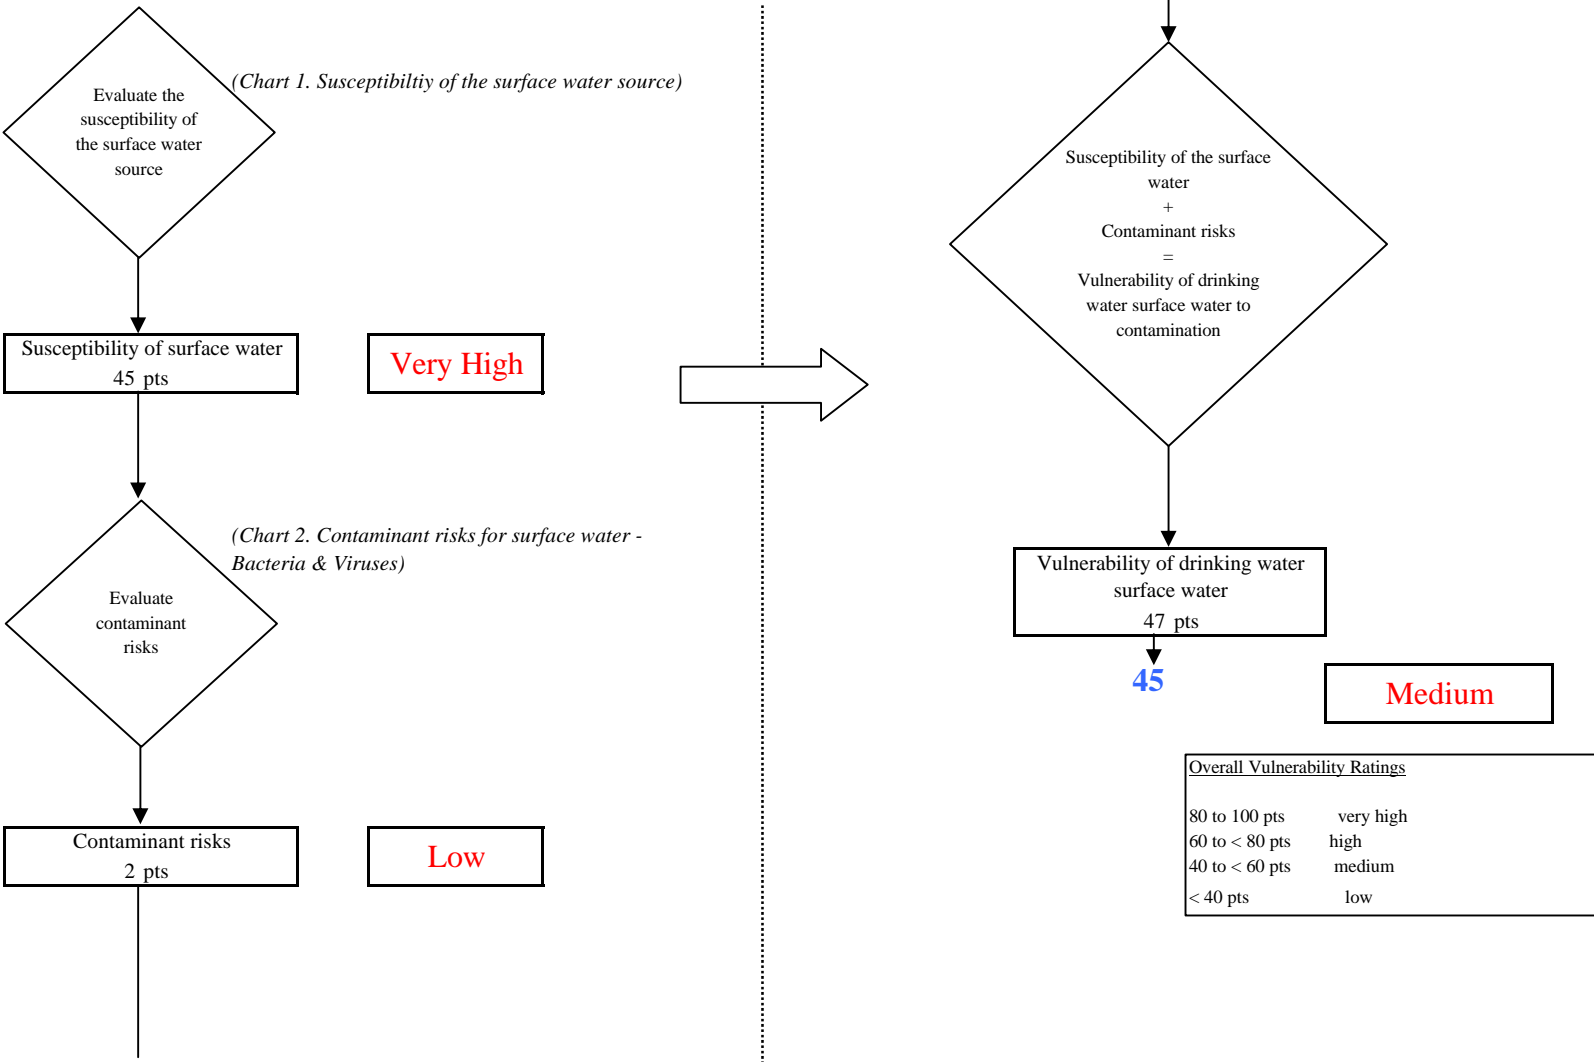 Evaluate the
susceptibility of
the surface water
source
(Chart 1. Susceptibiltiy of the surface water source)
Susceptibility of surface water
45 pts
Very High
Evaluate
contaminant
risks
(Chart 2. Contaminant risks for surface water -
Bacteria & Viruses)
Contaminant risks
2 pts
Low
Susceptibility of the surface
water
+
Contaminant risks
=
Vulnerability of drinking
water surface water to
contamination
Vulnerability of drinking water
surface water
47 pts
45
Medium
Overall Vulnerability Ratings
80 to 100 pts very high
60 to < 80 pts high
40 to < 60 pts medium
< 40 pts low